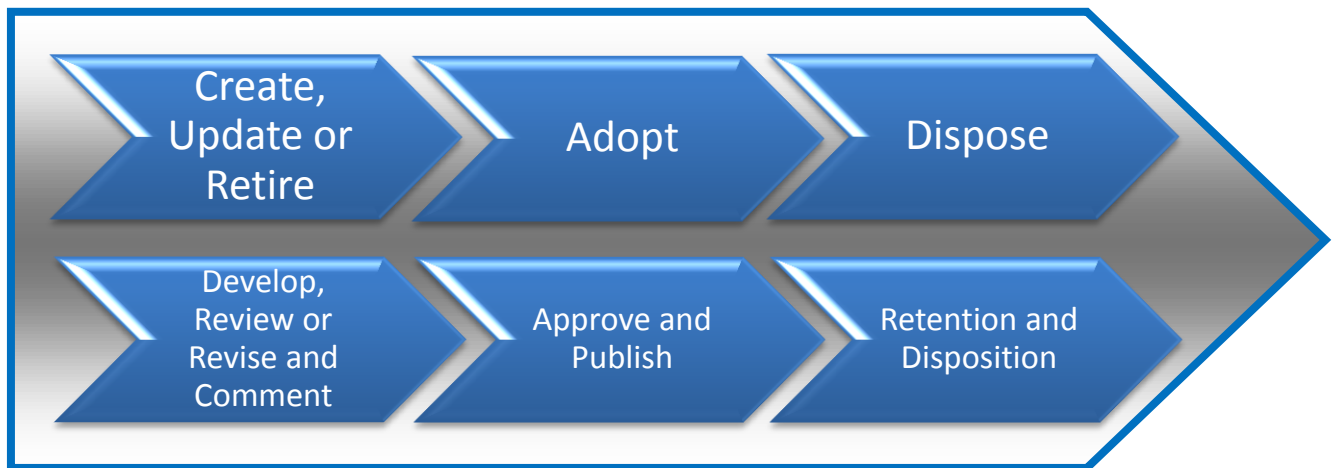 Create,
Update or
Retire
Adopt
Dispose
Develop,
Review or
Revise and
Comment
Approve and
Publish
Retention and
Disposition